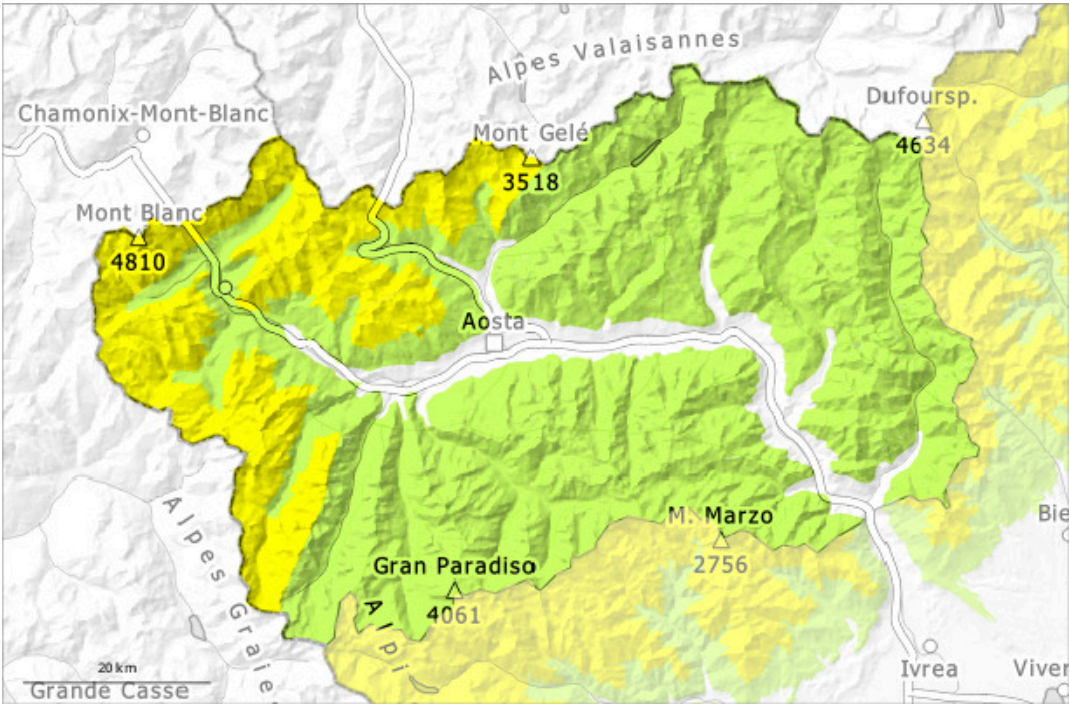 Alpes Valaisannes
Dufoursp.
4634
Chamonix-Mont-Blanc
Mont Gelé
3518
Mont Blanc
4810
Aosta
M. Marzo
2756
Bie
Gran Paradiso
4061
Alpes Graie
Alpi
20 km
Grande Casse
Ivrea
Viver